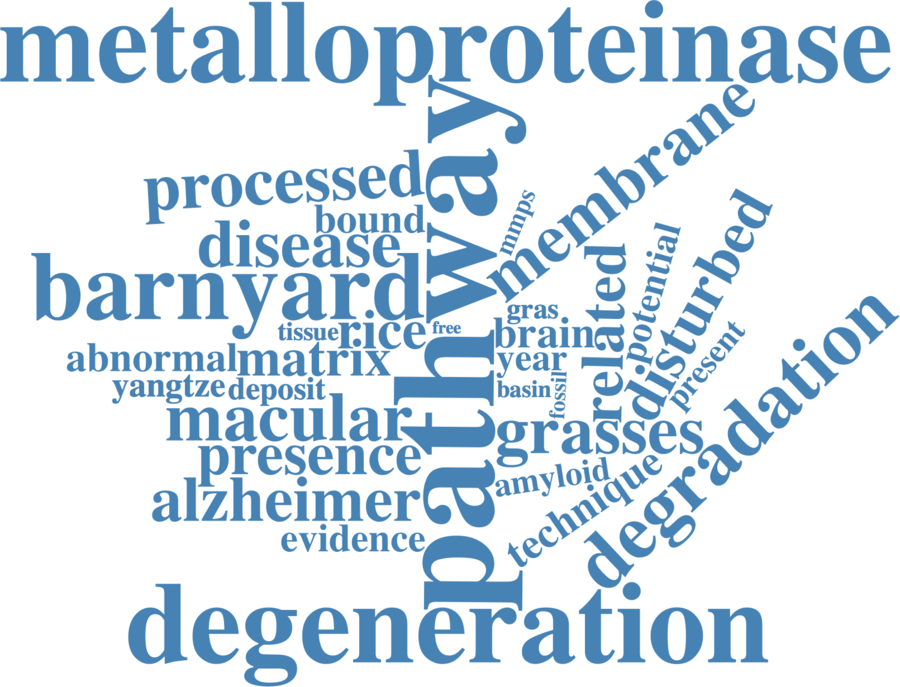 metalloproteinase
pathway
membrane
processed
bound
mmps
disease
barnyard
related
potential
disturbed
gras
tissue
rice
free
brain
abnormal
matrix
year
present
yangtze
deposit
basin
fossil
degradation
macular
grasses
presence
amyloid
technique
alzheimer
evidence
degeneration